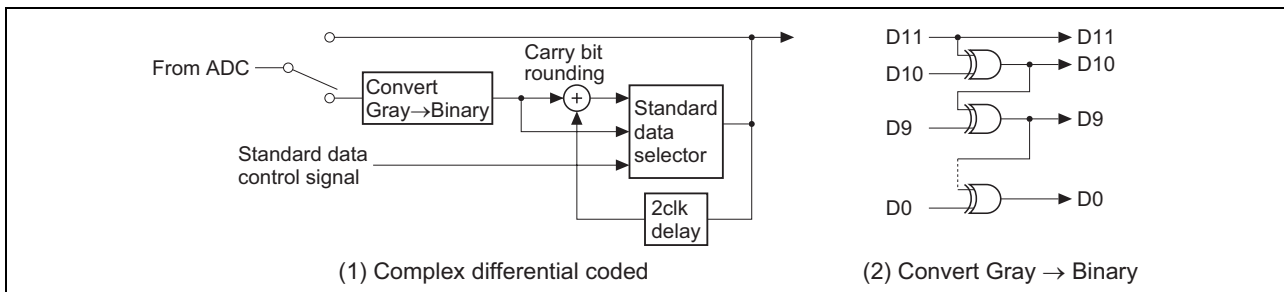 From ADC
Convert
Gray→Binary
Carry bit
rounding
+
Standard
data
selector
Standard data
control signal
2clk
delay
(1) Complex differential coded
D11
D11
D10
D10
D9
D9
D0
D0
(2) Convert Gray → Binary